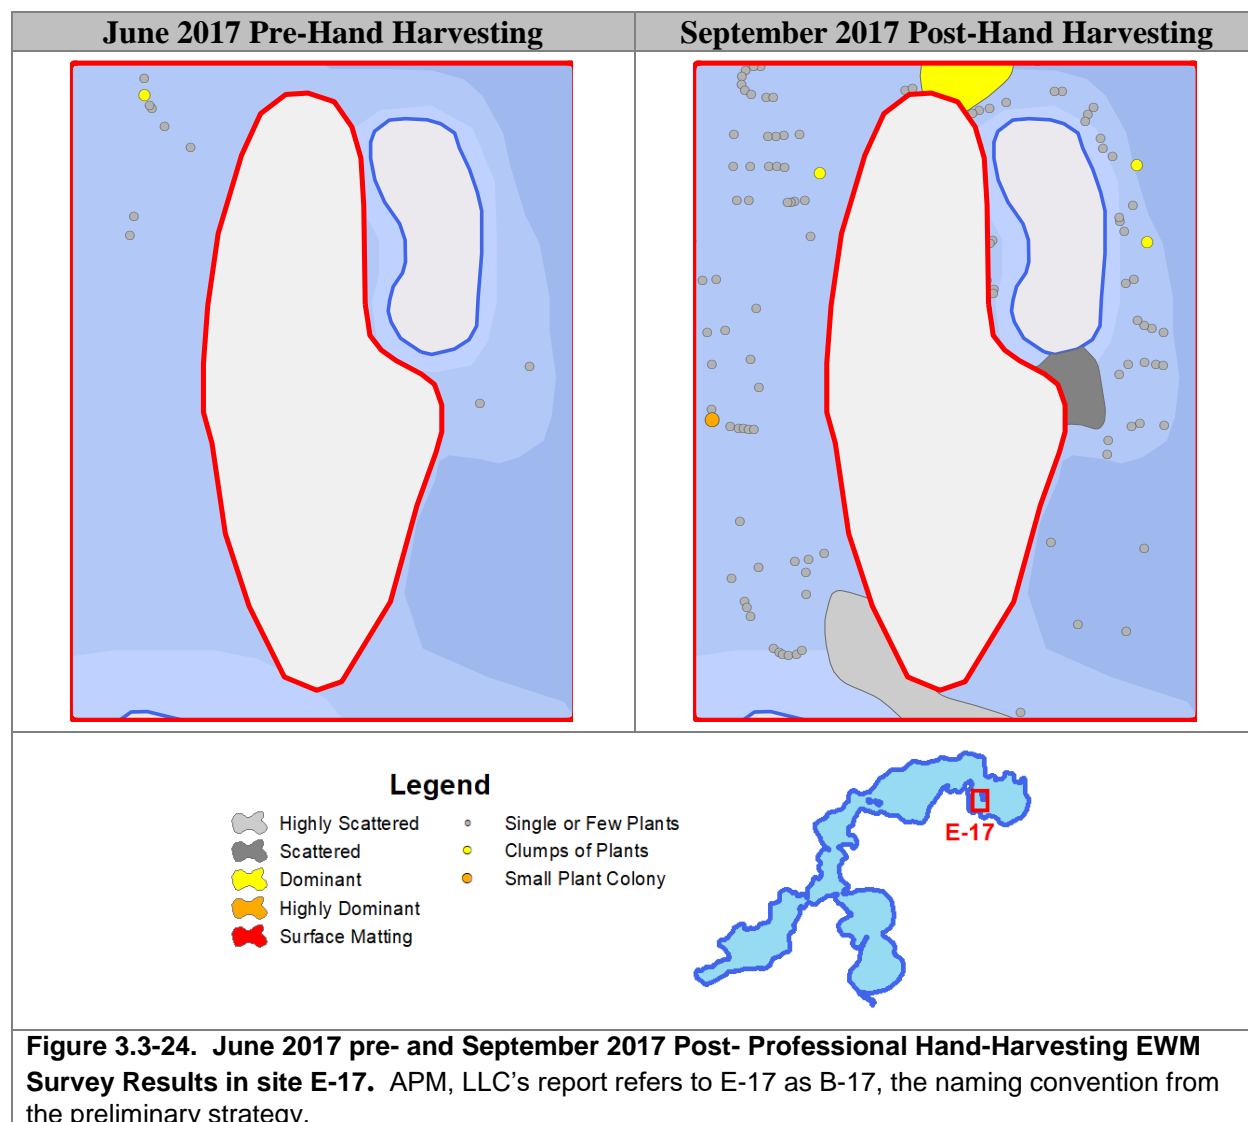 June 2017 Pre-Hand Harvesting
September 2017 Post-Hand Harvesting
Legend
Highly Scattered
Scattered
Dominant
Highly Dominant
Surface Matting
Single or Few Plants
Clumps of Plants
Small Plant Colony
E-17
Figure 3.3-24. June 2017 pre- and September 2017 Post- Professional Hand-Harvesting EWM
Survey Results in site E-17. APM, LLC’s report refers to E-17 as B-17, the naming convention from
the preliminary strategy.